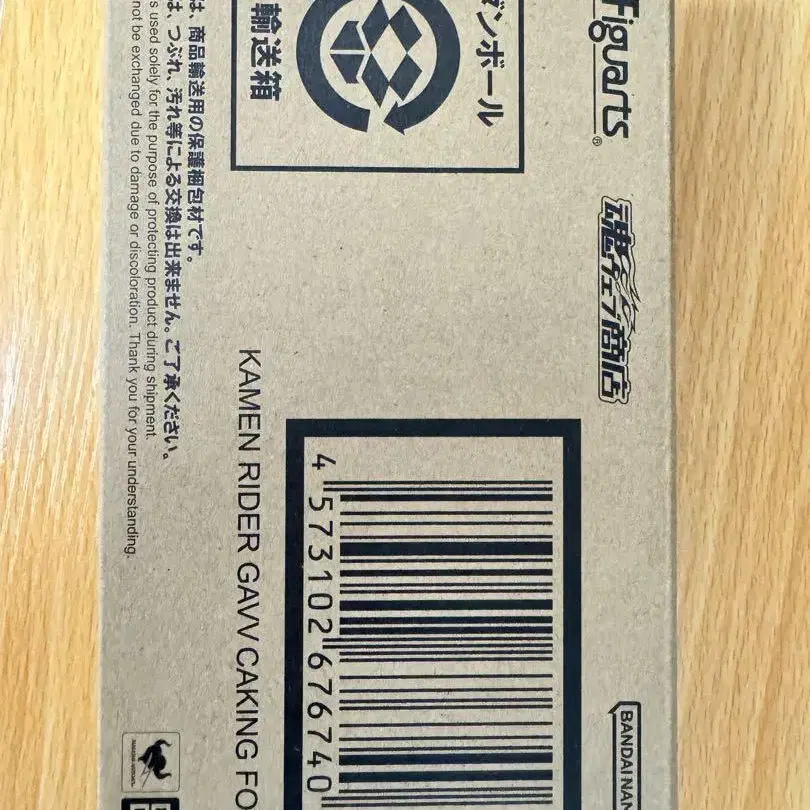 Figuarts®
魂ウェブ商店
BANDAI NAM
ダンボール
輸送箱
4 573102 676740
KAMEN RIDER GAVV CAKING FO
は、商品輸送用の保護梱包材です。
は、つぶれ、汚れ等による交換は出来ません。ご了承ください。
s used solely for the purpose of protecting product during shipment.
not be exchanged due to damage or discoloration. Thank you for your understanding.